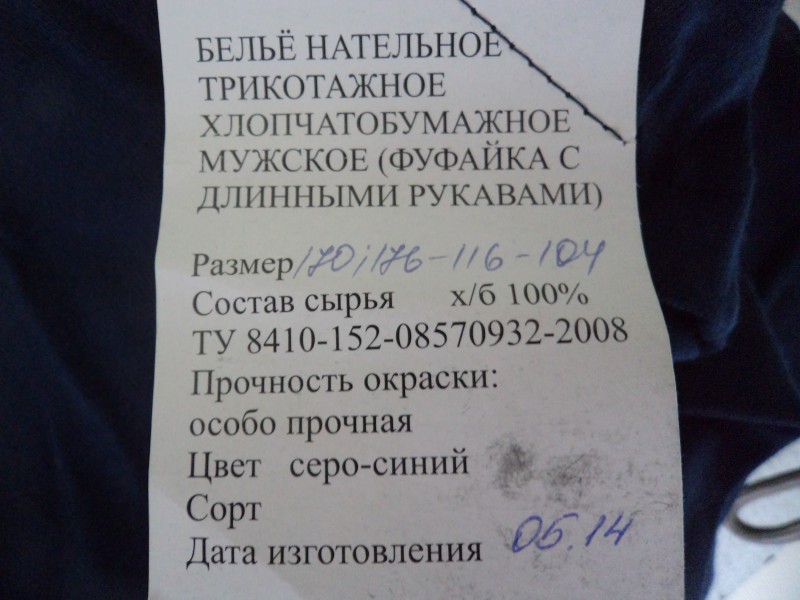 БЕЛЬЁ НАТЕЛЬНОЕ
ТРИКОТАЖНОЕ
ХЛОПЧАТОБУМАЖНОЕ
МУЖСКОЕ (ФУФАЙКА С
ДЛИННЫМИ РУКАВАМИ)
Размер 170;176-116-104
Состав сырья х/б 100%
ТУ 8410-152-08570932-2008
Прочность окраски:
особо прочная
Цвет серо-синий
Сорт
Дата изготовления 05.14